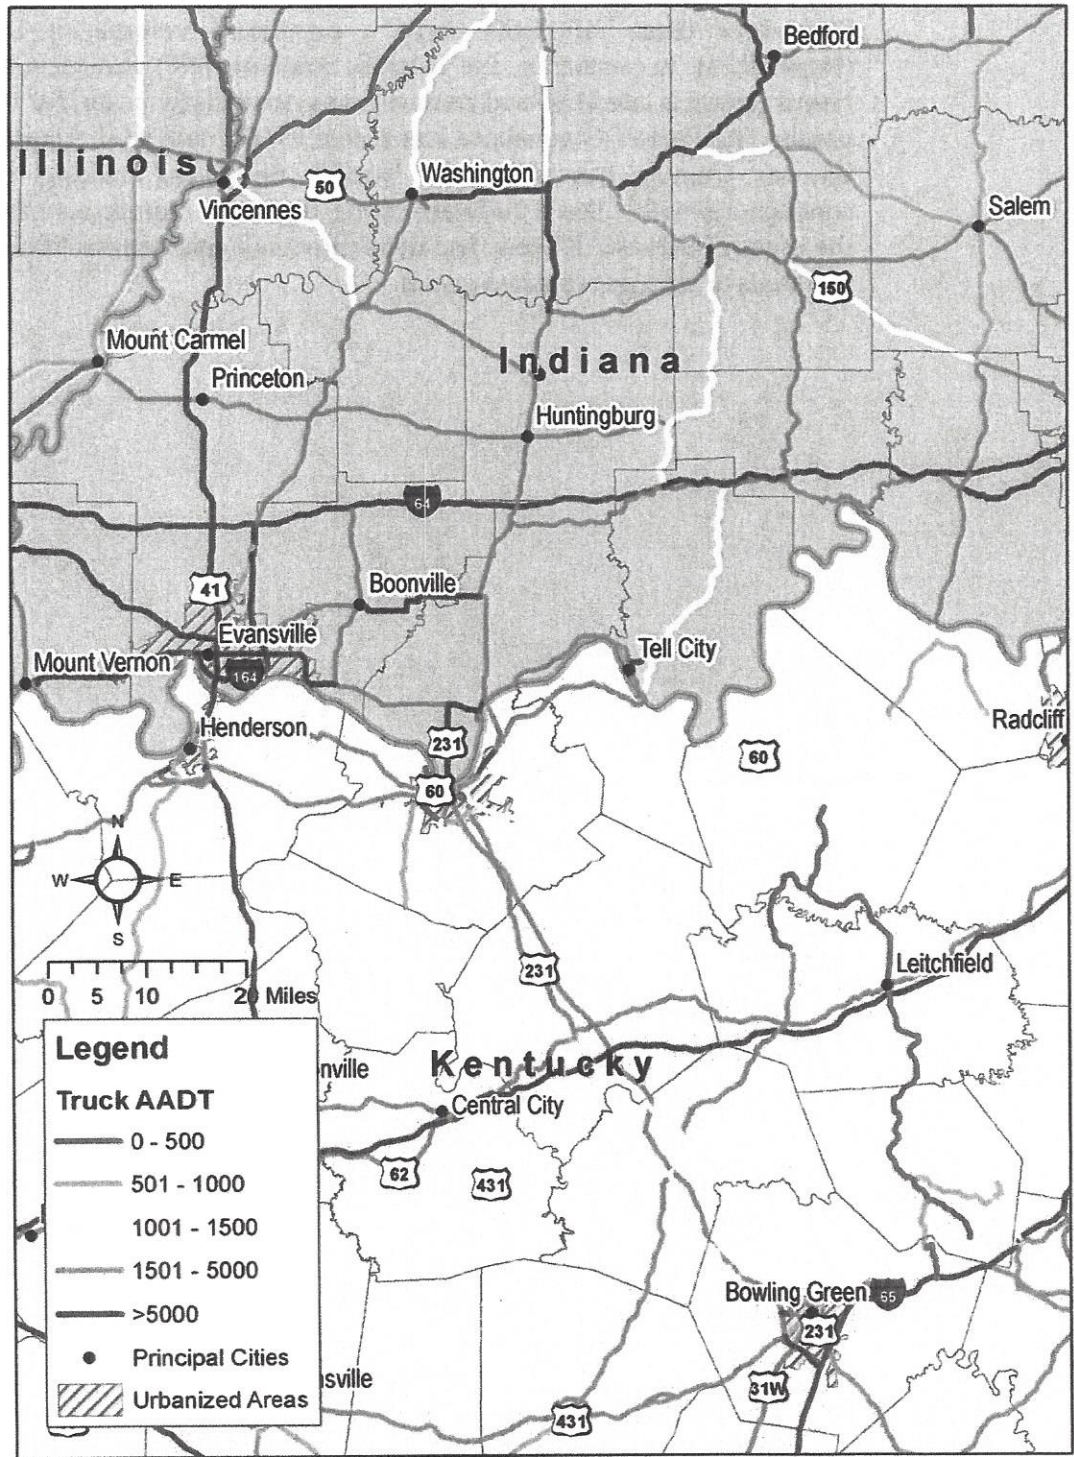 Bedford
Illinois
50
Washington
Vincennes
Salem
150
Mount Carmel
Indiana
Princeton
Huntingburg
64
41
Boonville
Evansville
Tell City
Mount Vernon
164
Radcliff
Henderson
231
60
60
N
W E
S
231
Leitchfield
0 5 10 20 Miles
Legend
Truck AADT
0 - 500
501 - 1000
1001 - 1500
1501 - 5000
>5000
Principal Cities
Urbanized Areas
nville
Kentucky
Central City
62
431
Bowling Green
65
231
sville
31W
431